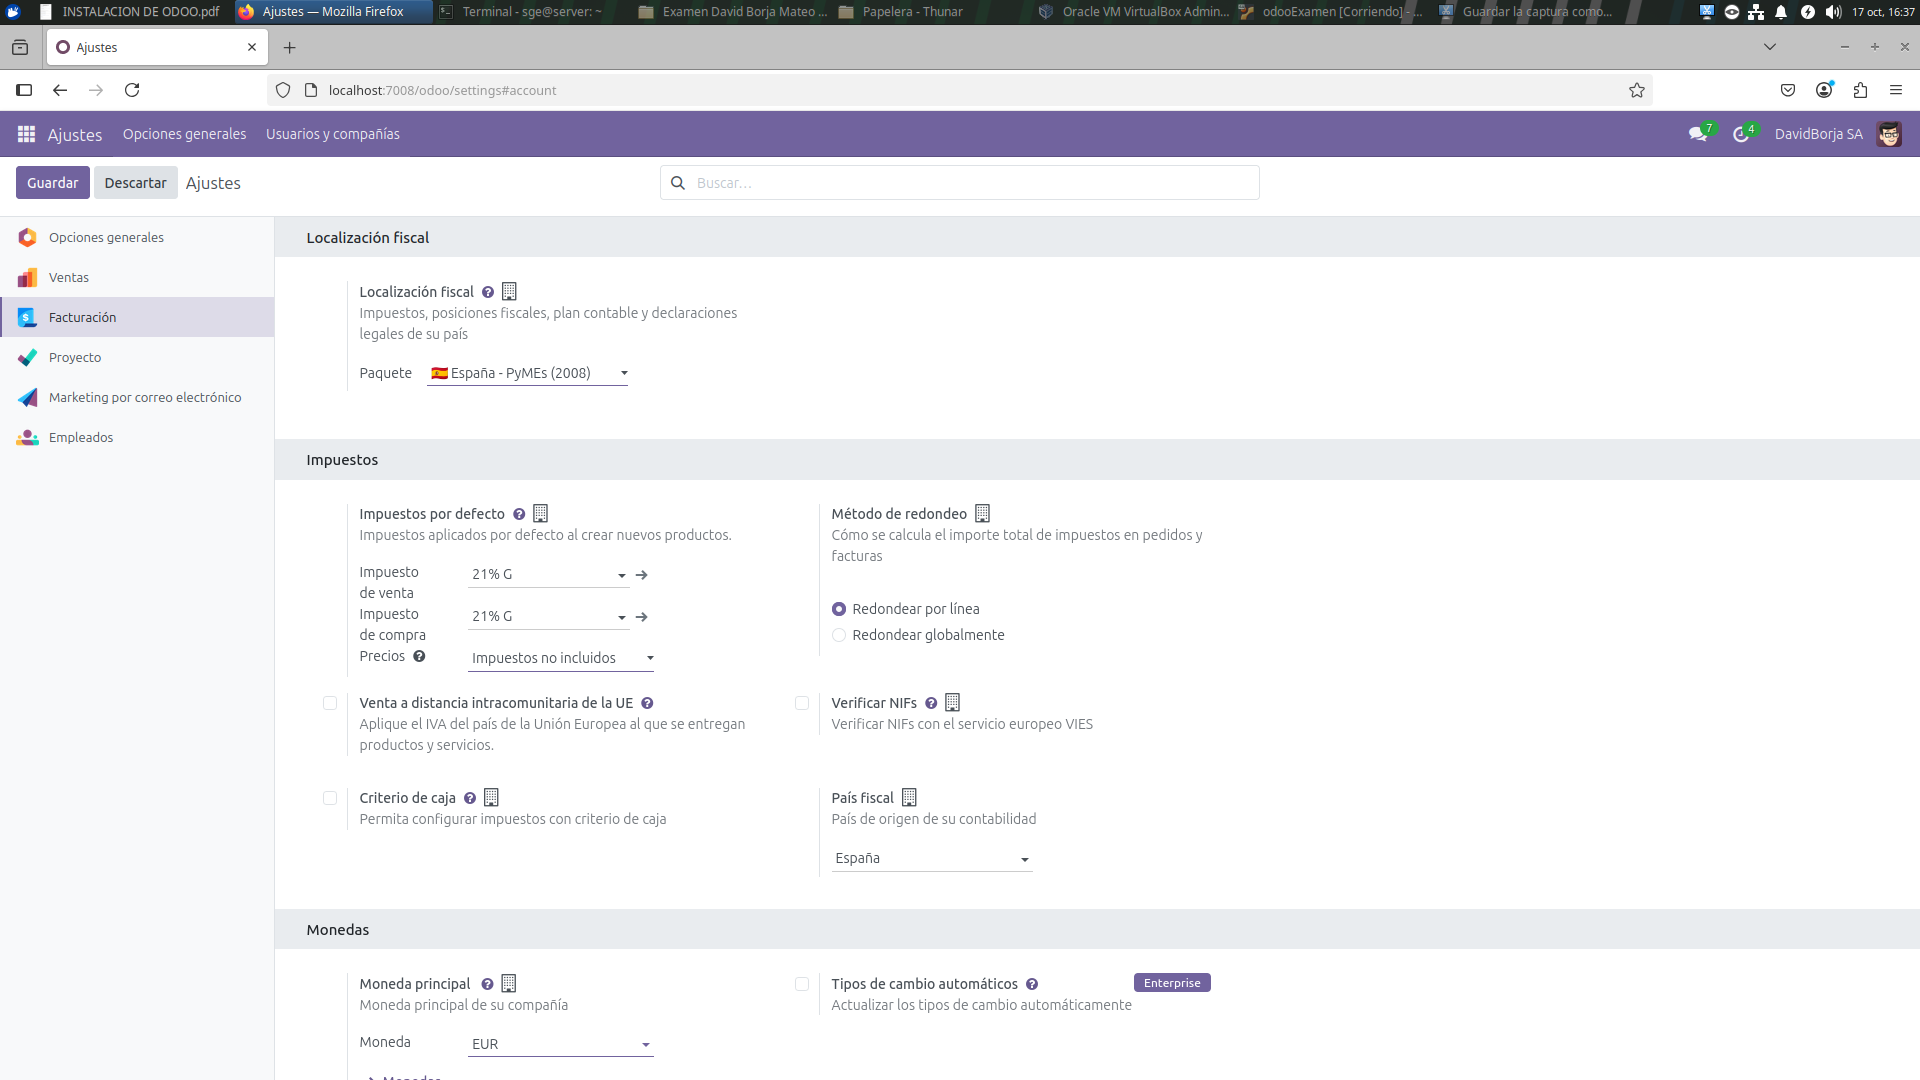 INSTALACION DE ODOO.pdf
Ajustes — Mozilla Firefox
Terminal - sge@server: ~
Examen David Borja Mateo ...
Papelera - Thunar
Oracle VM VirtualBox Admin...
odooExamen [Corriendo] - ...
Guardar la captura como...
17 oct, 16:37
Ajustes
localhost:7008/odoo/settings#account
Ajustes
Opciones generales
Usuarios y compañías
7
4
DavidBorja SA
Guardar
Descartar
Ajustes
Buscar...
Opciones generales
Ventas
Facturación
Proyecto
Marketing por correo electrónico
Empleados
Localización fiscal
Localización fiscal
Impuestos, posiciones fiscales, plan contable y declaraciones
legales de su país
Paquete
España - PyMEs (2008)
Impuestos
Impuestos por defecto
Impuestos aplicados por defecto al crear nuevos productos.
Impuesto
de venta
21% G
Impuesto
de compra
21% G
Precios
Impuestos no incluidos
Método de redondeo
Cómo se calcula el importe total de impuestos en pedidos y
facturas
Redondear por línea
Redondear globalmente
Venta a distancia intracomunitaria de la UE
Aplique el IVA del país de la Unión Europea al que se entregan
productos y servicios.
Verificar NIFs
Verificar NIFs con el servicio europeo VIES
Criterio de caja
Permita configurar impuestos con criterio de caja
País fiscal
País de origen de su contabilidad
España
Monedas
Moneda principal
Moneda principal de su compañía
Moneda
EUR
Monedas
Tipos de cambio automáticos
Enterprise
Actualizar los tipos de cambio automáticamente